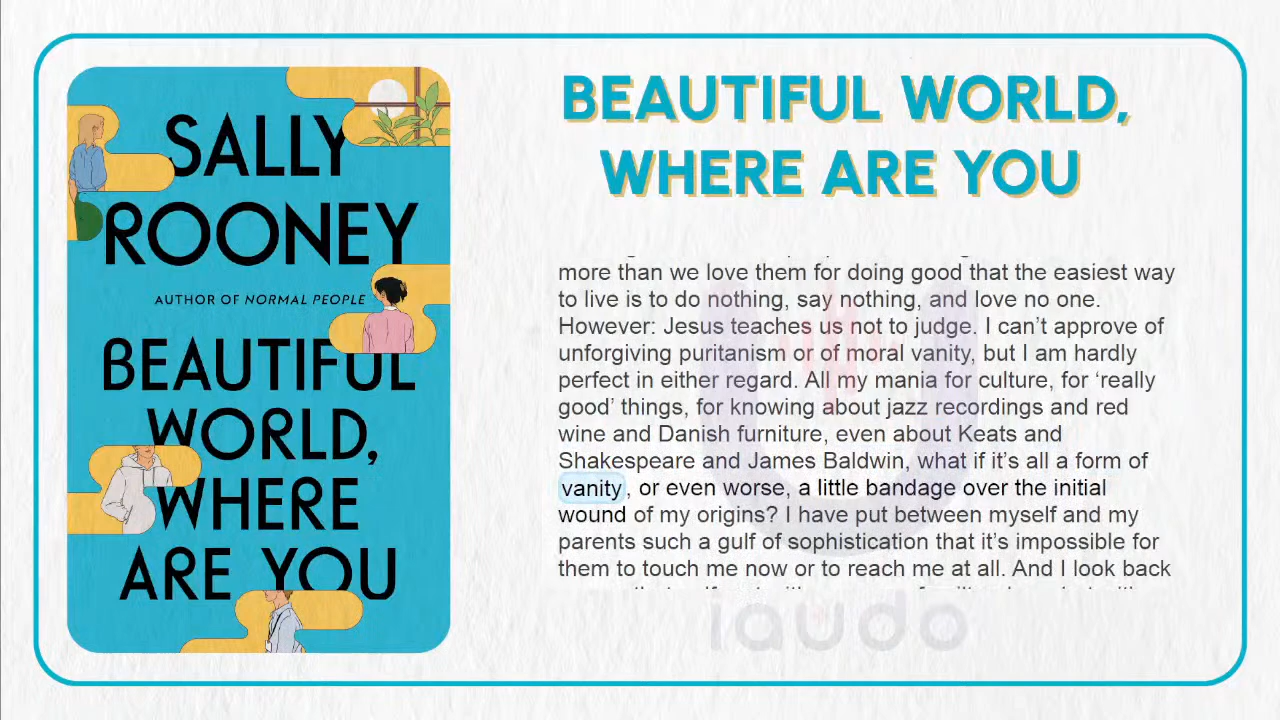 SALLY
ROONEY
AUTHOR OF NORMAL PEOPLE
BEAUTIFUL
WORLD,
WHERE
ARE YOU
BEAUTIFUL WORLD,
WHERE ARE YOU
more than we love them for doing good that the easiest way
to live is to do nothing, say nothing, and love no one.
However: Jesus teaches us not to judge. I can’t approve of
unforgiving puritanism or of moral vanity, but I am hardly
perfect in either regard. All my mania for culture, for ‘really
good’ things, for knowing about jazz recordings and red
wine and Danish furniture, even about Keats and
Shakespeare and James Baldwin, what if it’s all a form of
vanity, or even worse, a little bandage over the initial
wound of my origins? I have put between myself and my
parents such a gulf of sophistication that it’s impossible for
them to touch me now or to reach me at all. And I look back
iaudo